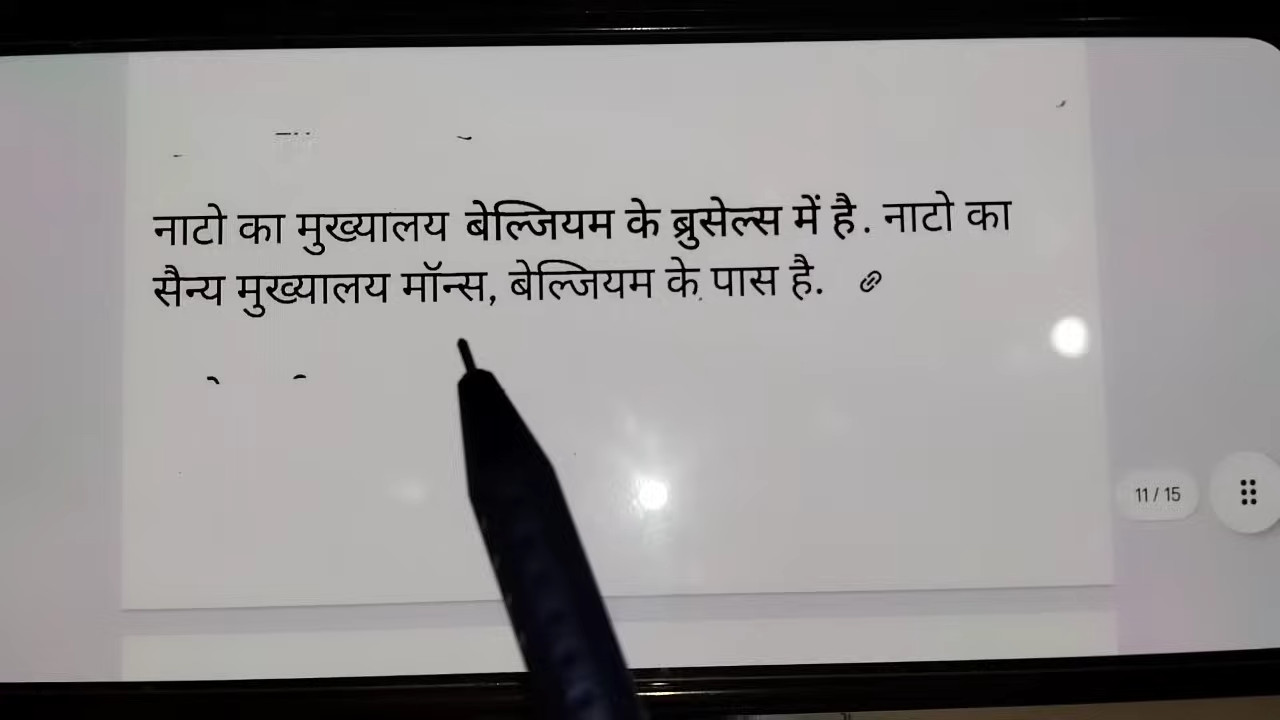 नाटो का मुख्यालय बेल्जियम के ब्रुसेल्स में है. नाटो का
सैन्य मुख्यालय मॉन्स, बेल्जियम के पास है.
11 / 15